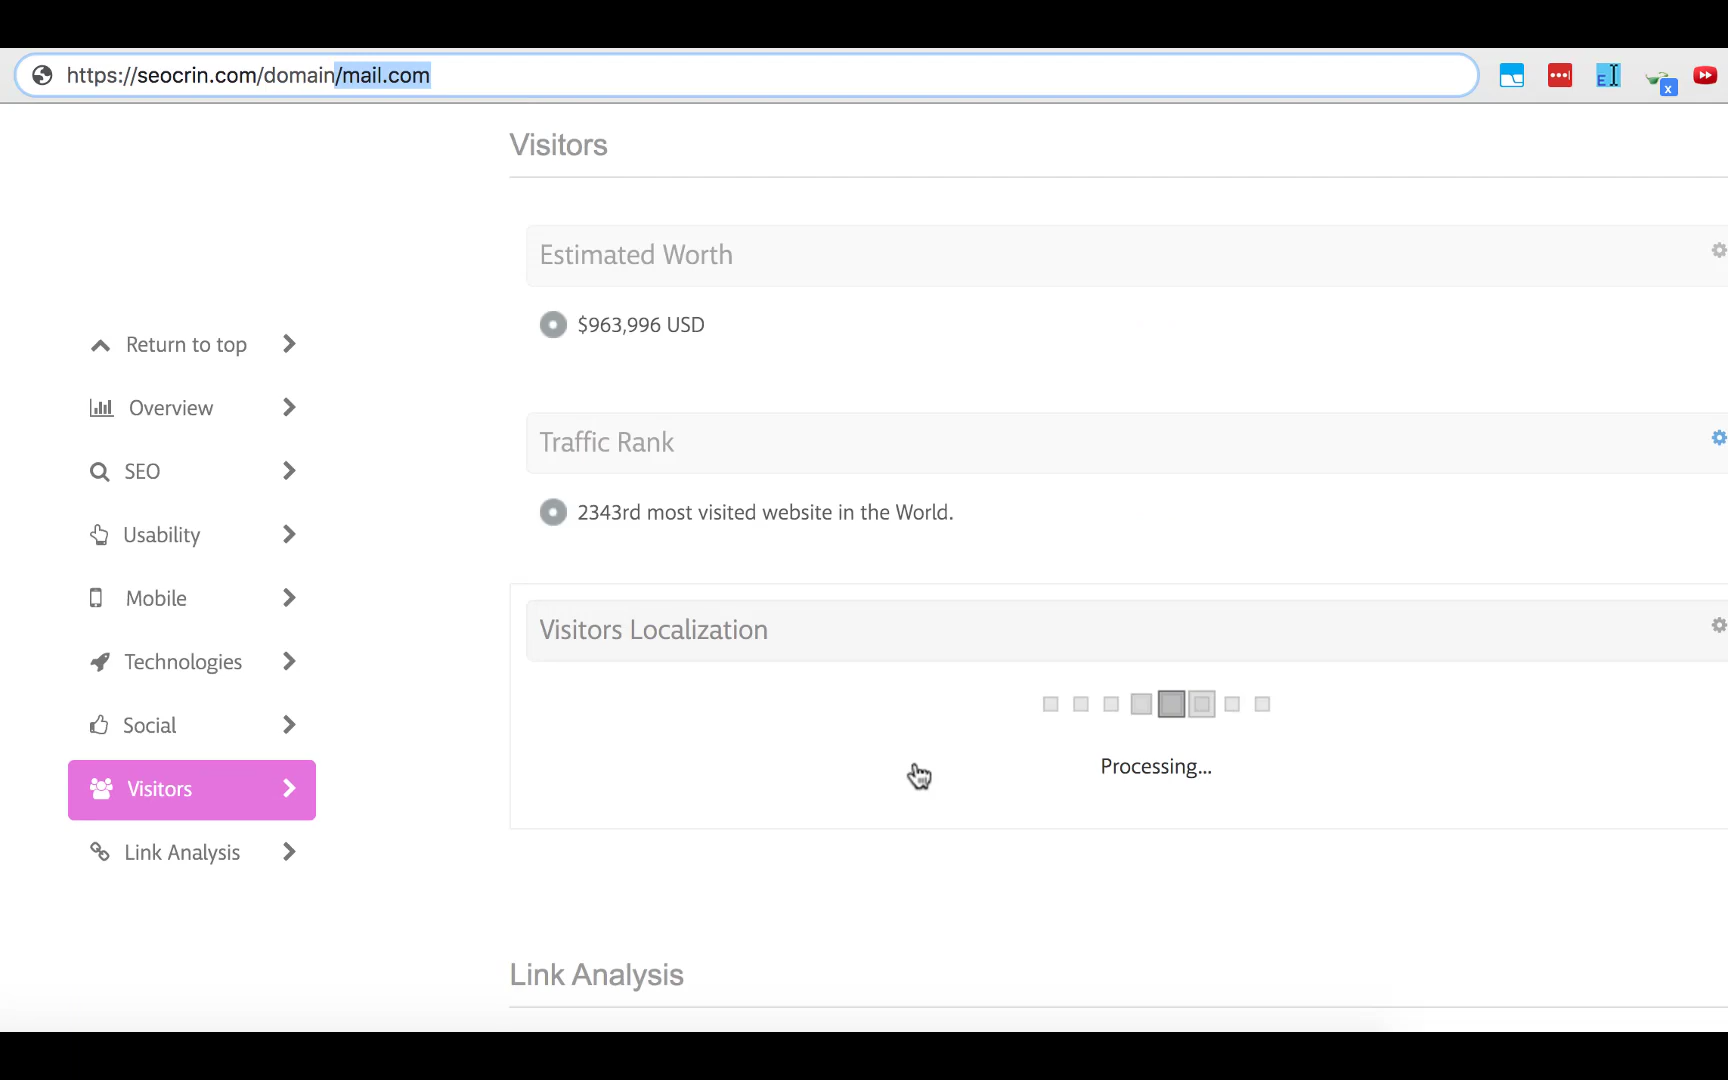 https://seocrin.com/domain/mail.com
Visitors
Estimated Worth
$963,996 USD
Return to top
Overview
Traffic Rank
SEO
2343rd most visited website in the World.
Usability
Mobile
Visitors Localization
Technologies
Social
Processing...
Visitors
Link Analysis
Link Analysis